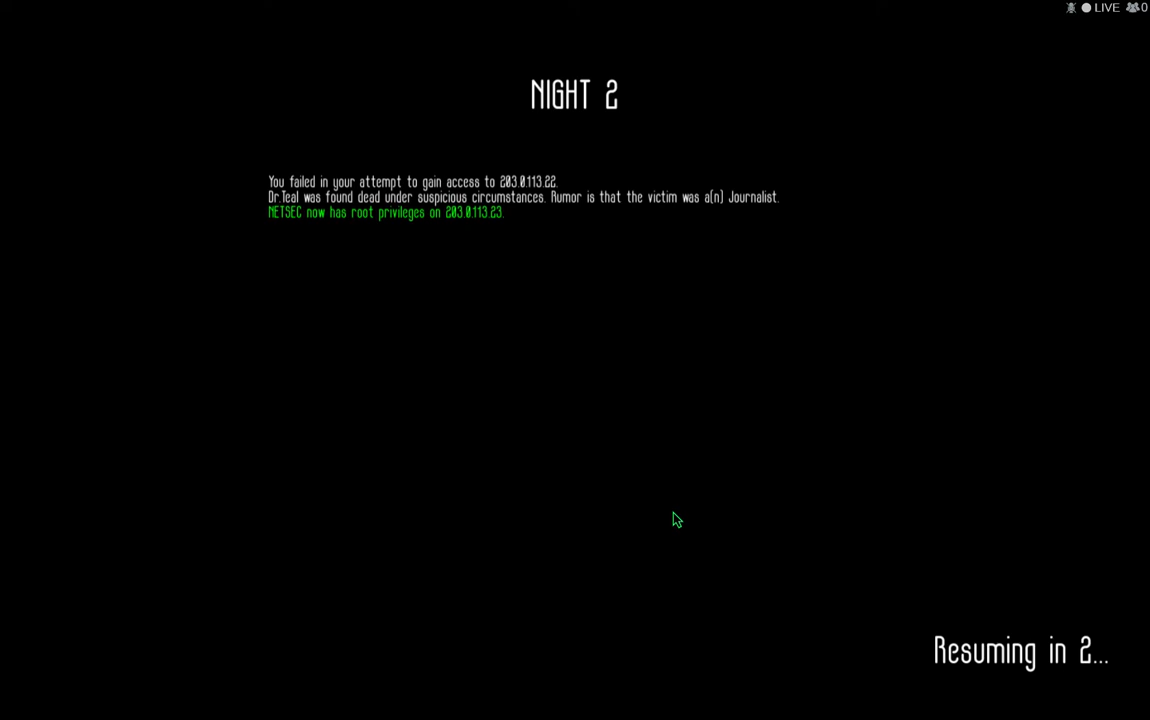 LIVE 0
NIGHT 2
You failed in your attempt to gain access to 203.0.113.22.
Dr.Teal was found dead under suspicious circumstances. Rumor is that the victim was a(n) Journalist.
NETSEC now has root privileges on 203.0.113.23.
Resuming in 2...